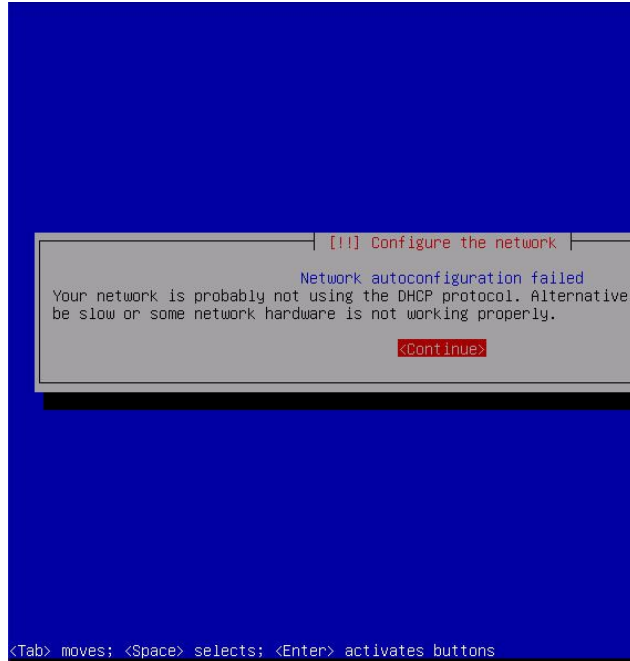 [!!] Configure the network
Network autoconfiguration failed
Your network is probably not using the DHCP protocol. Alternative
be slow or some network hardware is not working properly.
<Continue>
<Tab> moves; <Space> selects; <Enter> activates buttons